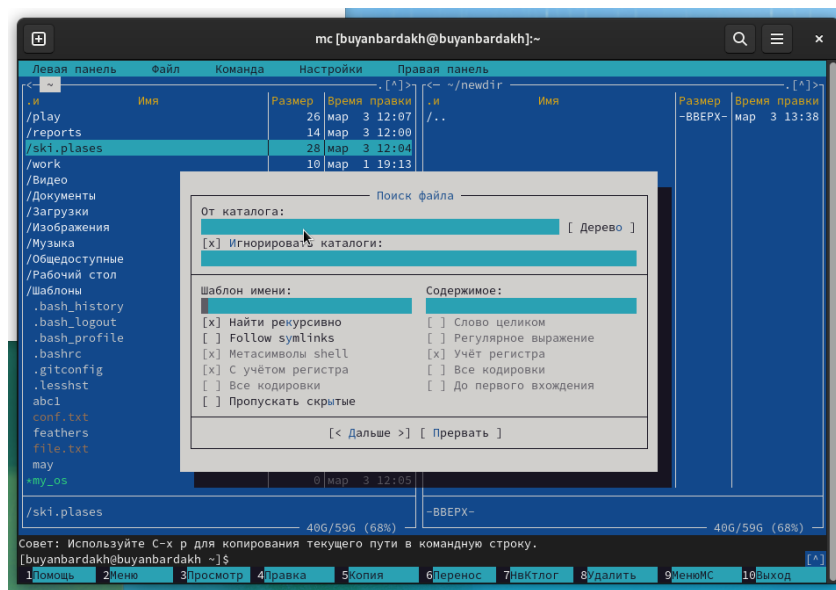 mc [buyanbardakh@buyanbardakh]:~
Левая панель Файл Команда Настройки Правая панель
<─ ~ ─.[^]> <─ ~/newdir ─.[^]>
.и Имя Размер Время правки .и Имя Размер Время правки
/play 26 мар 3 12:07 /.. -ВВЕРХ- мар 3 13:38
/reports 14 мар 3 12:00
/ski.plases 28 мар 3 12:04
/work 10 мар 1 19:13
/Видео
/Документы Поиск файла
/Загрузки От каталога:
/Изображения [ Дерево ]
/Музыка [x] Игнорировать каталоги:
/Общедоступные
/Рабочий стол
/Шаблоны Шаблон имени: Содержимое:
.bash_history
.bash_logout [x] Найти рекурсивно [ ] Слово целиком
.bash_profile [ ] Follow symlinks [ ] Регулярное выражение
.bashrc [x] Метасимволы shell [x] Учёт регистра
.gitconfig [x] С учётом регистра [ ] Все кодировки
.lesshst [ ] Все кодировки [ ] До первого вхождения
abc1 [ ] Пропускать скрытые
conf.txt
feathers [< Дальше >] [ Прервать ]
file.txt
may
*my_os 0 мар 3 12:05
/ski.plases -ВВЕРХ-
40G/59G (68%) 40G/59G (68%)
Совет: Используйте C-x p для копирования текущего пути в командную строку.
[buyanbardakh@buyanbardakh ~]$ [^]
1Помощь 2Меню 3Просмотр 4Правка 5Копия 6Перенос 7НвКтлог 8Удалить 9МенюMC 10Выход